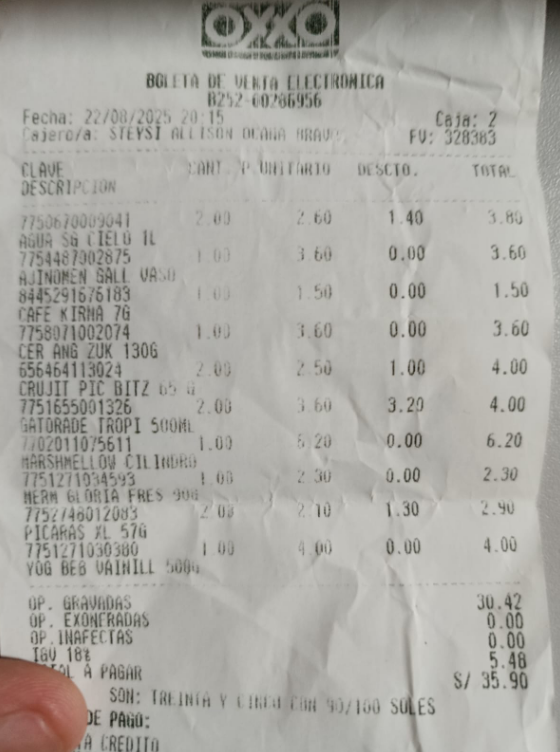 OXXO
BOLETA DE VENTA ELECTRONICA
B252-00286956
Fecha: 22/08/2025 20:15 Caja: 2
Cajero/a: STEYSI ALLISON OCAÑA BRAV FV: 328383
CLAVE CANT. P.UNITARIO DESCTO. TOTAL
DESCRIPCION
7750670009041 2.00 2.60 1.40 3.80
AGUA SG CIELO 1L
7754487002875 1.00 3.60 0.00 3.60
AJINOMEN GALL VASO
8445291676183 1.00 1.50 0.00 1.50
CAFE KIRMA 7G
7758071002074 1.00 3.60 0.00 3.60
CER ANG ZUK 130G
656464113024 2.00 2.50 1.00 4.00
CRUJIT PIC BITZ 65 G
7751655001326 2.00 3.60 3.20 4.00
GATORADE TROPI 500ML
7702011075611 1.00 6.20 0.00 6.20
MARSHMELLOW CILINDRO
7751271034593 1.00 2.30 0.00 2.30
MERM GLORIA FRES 90G
7752748012083 2.00 2.10 1.30 2.90
PICARAS XL 57G
7751271030380 1.00 4.00 0.00 4.00
YOG BEB VAINILL 500G
OP. GRAVADAS 30.42
OP. EXONERADAS 0.00
OP.INAFECTAS 0.00
IGV 18% 5.48
A PAGAR S/ 35.90
SON: TREINTA Y CINCO CON 90/100 SOLES
DE PAGO:
CREDITO